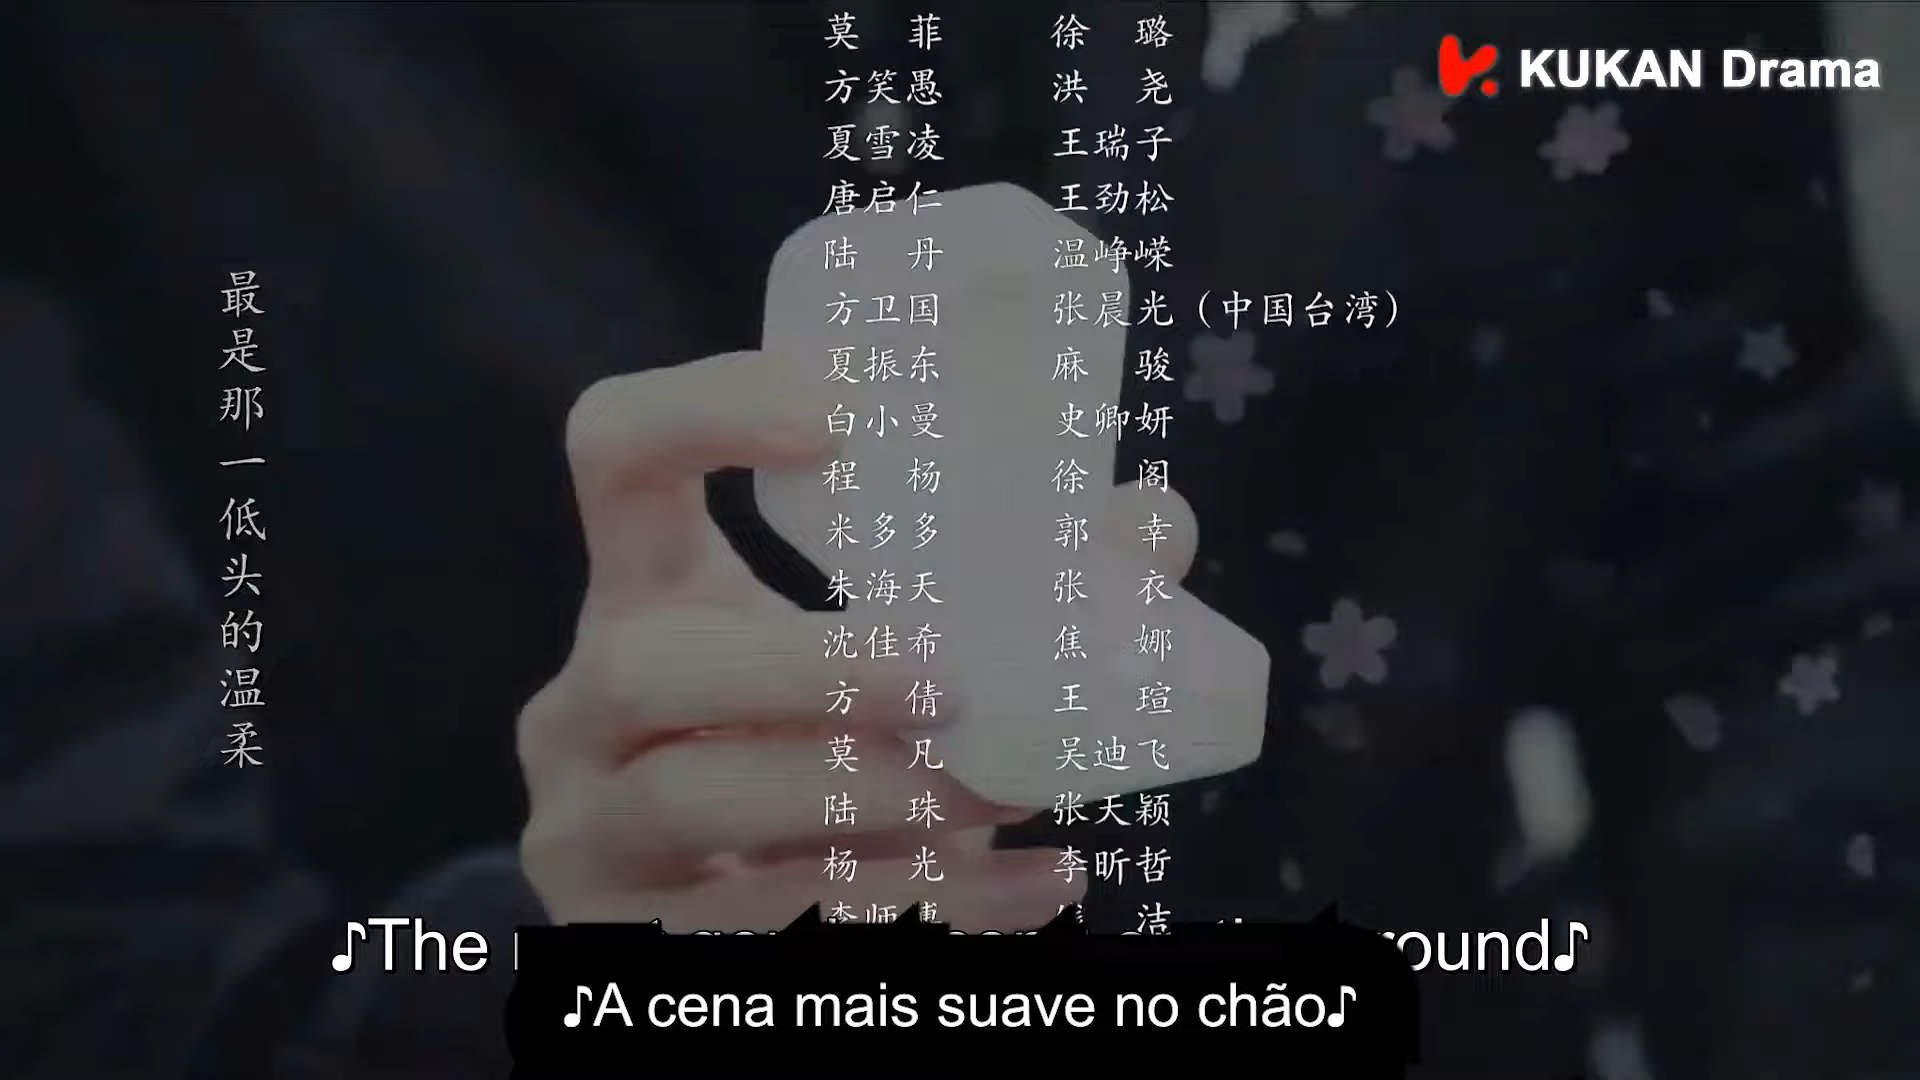 KUKAN Drama
最是那一低头的温柔
莫菲 徐璐
方笑愚 洪尧
夏雪凌 王瑞子
唐启仁 王劲松
陆丹 温峥嵘
方卫国 张晨光（中国台湾）
夏振东 麻骏
白小曼 史卿妍
程杨 徐阁
米多多 郭幸
朱海天 张衣
沈佳希 焦娜
方倩 王瑄
莫凡 吴迪飞
陆珠 张天颖
杨光 李昕哲
李师傅 洁
♪The round♪
♪A cena mais suave no chão♪